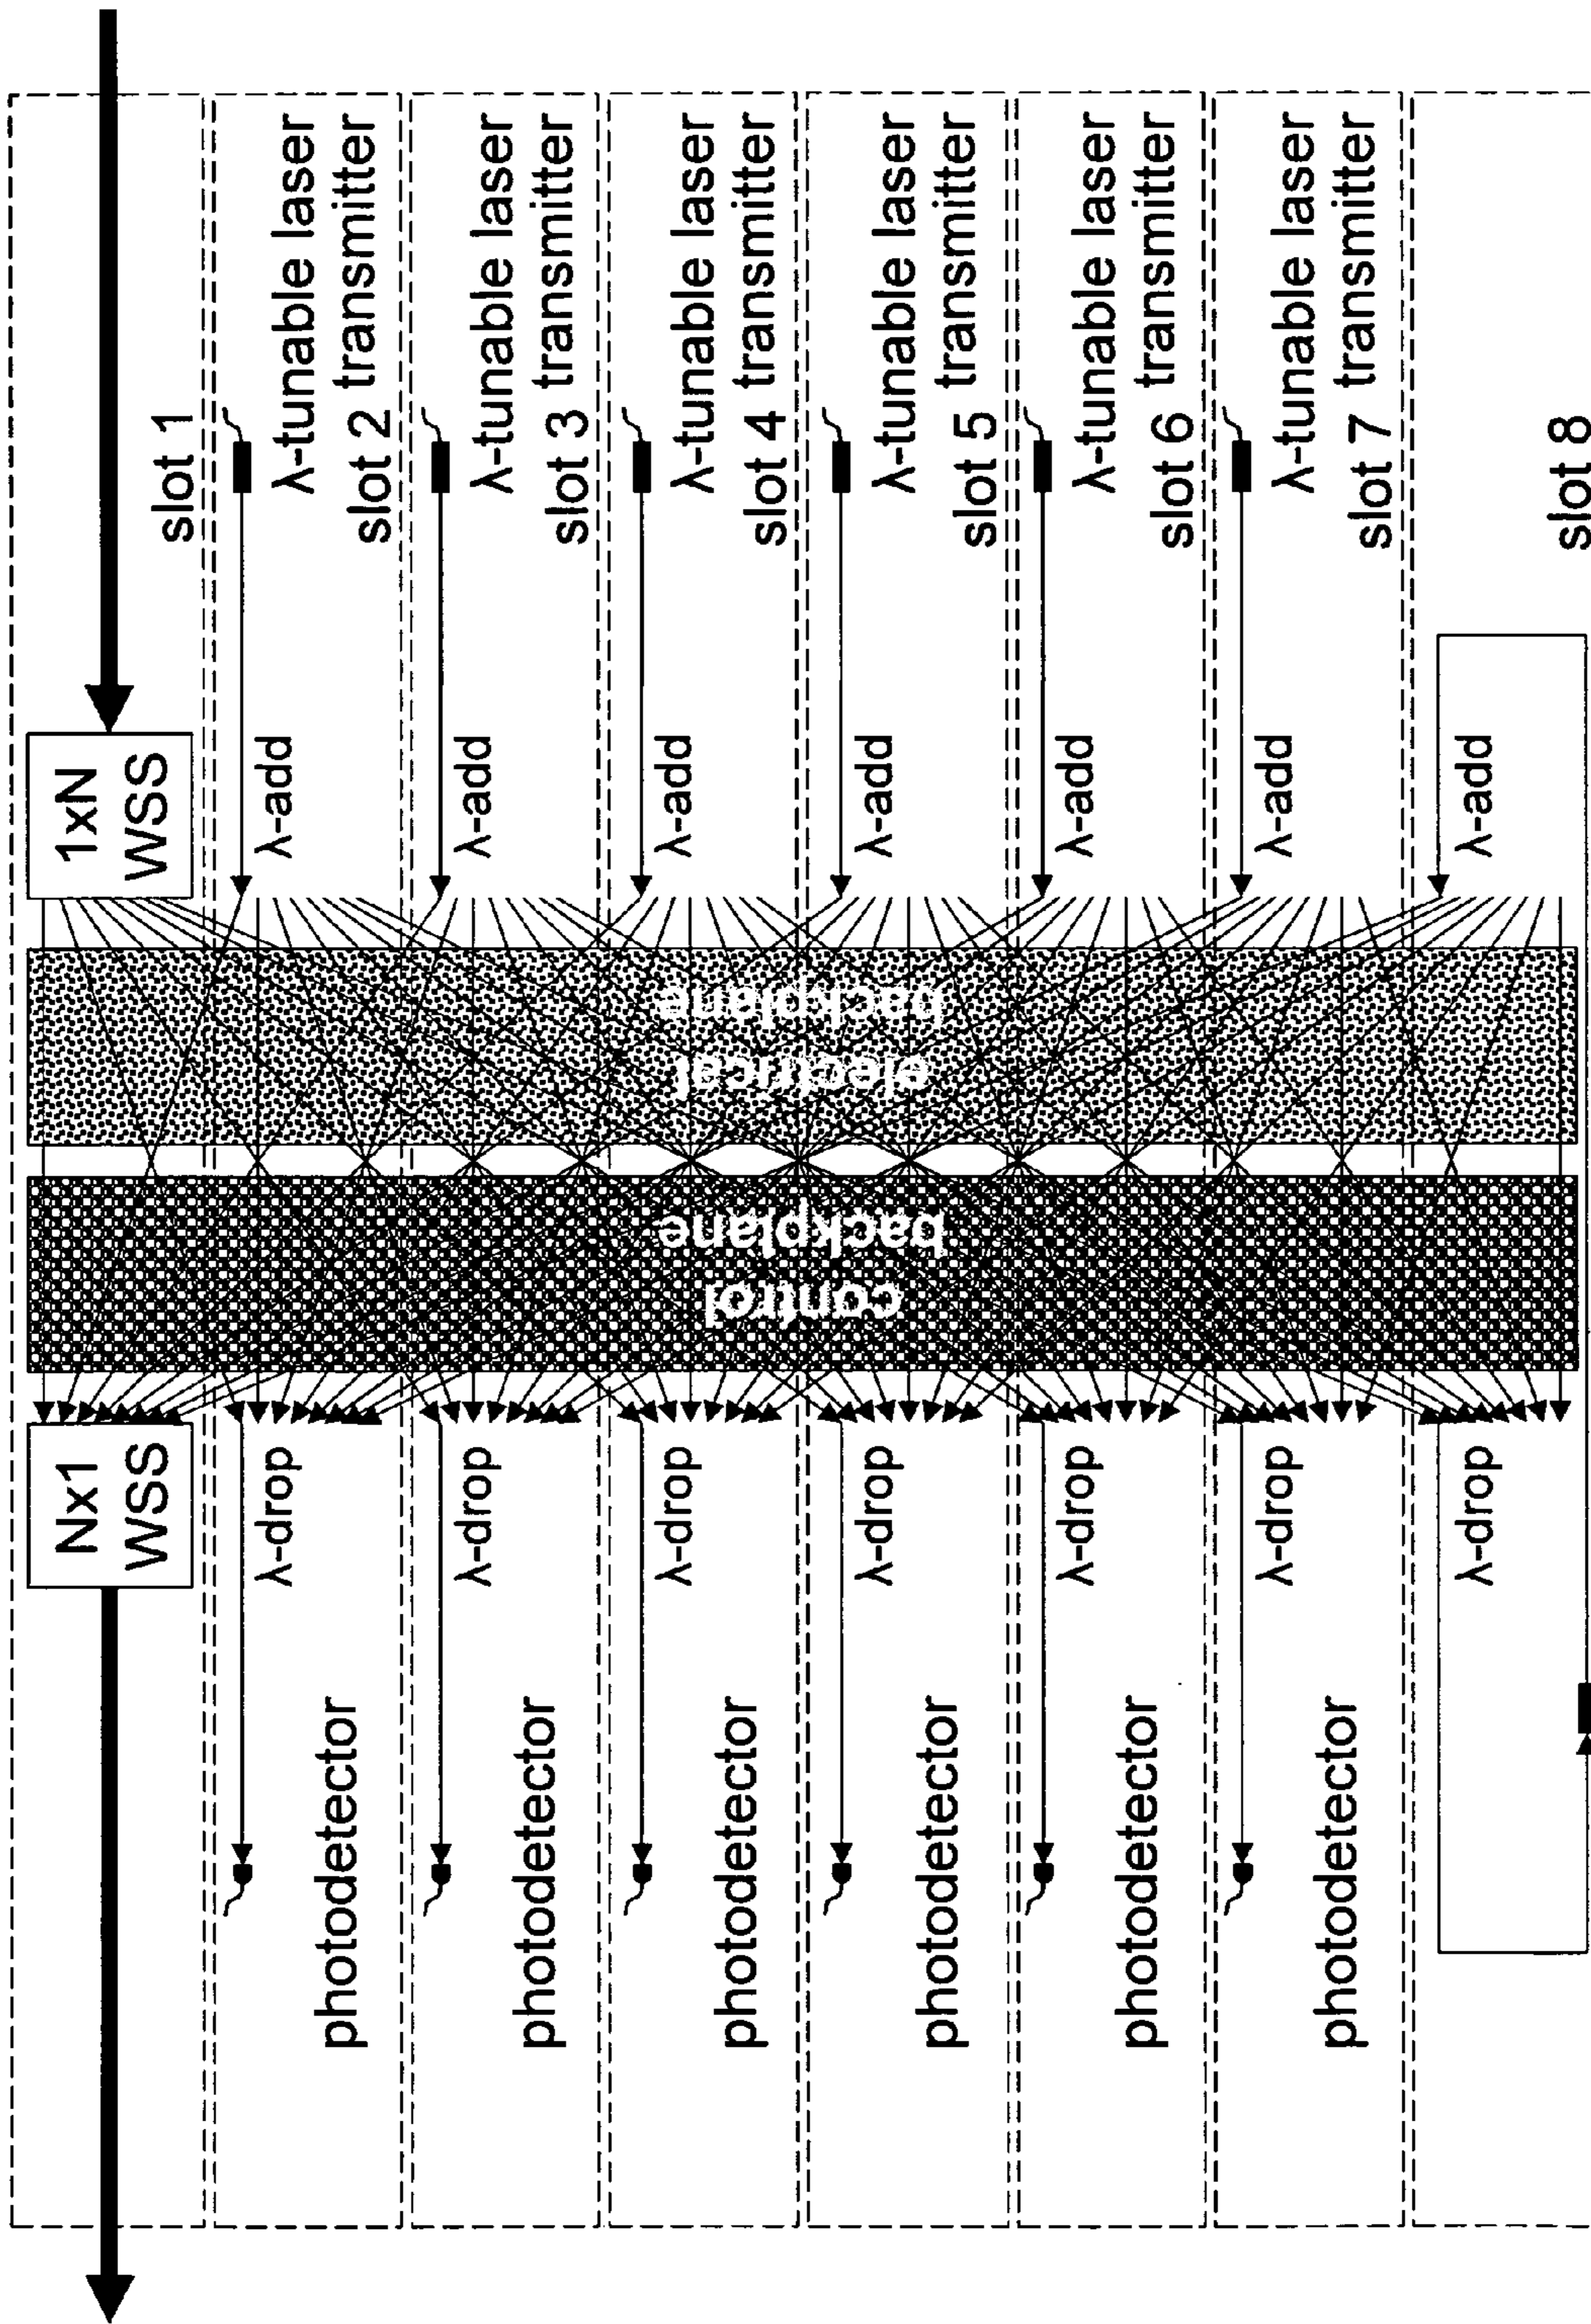 1xN
WSS
slot 1
Nx1
WSS
λ-tunable laser
slot 2 transmitter
λ-add
λ-drop
photodetector
λ-tunable laser
slot 3 transmitter
λ-add
λ-drop
photodetector
λ-tunable laser
slot 4 transmitter
λ-add
λ-drop
photodetector
λ-tunable laser
slot 5 transmitter
λ-add
λ-drop
photodetector
λ-tunable laser
slot 6 transmitter
λ-add
λ-drop
photodetector
λ-tunable laser
slot 7 transmitter
λ-add
λ-drop
photodetector
λ-add
λ-drop
slot 8
electrical
backplane
control
backplane